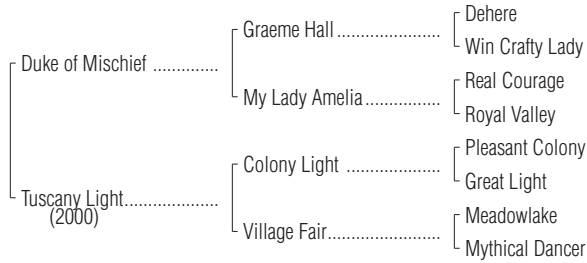 Dehere
Graeme Hall
Win Crafty Lady
Duke of Mischief
Real Courage
My Lady Amelia
Royal Valley
Pleasant Colony
Colony Light
Great Light
Tuscany Light
(2000)
Meadowlake
Village Fair
Mythical Dancer